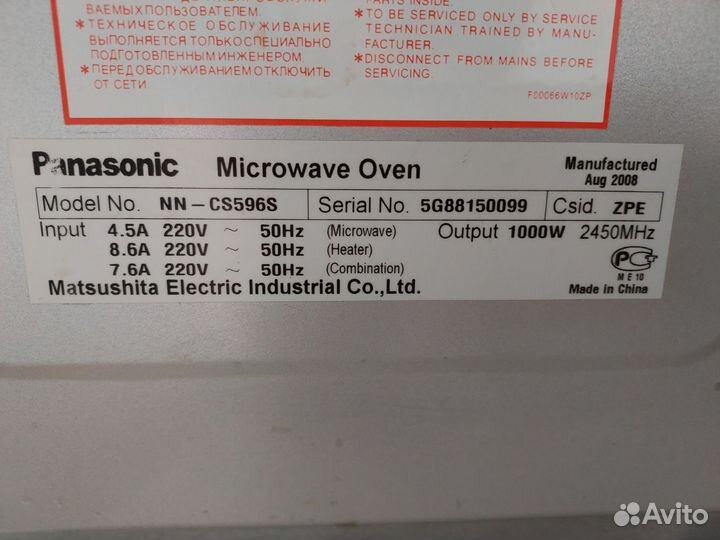 ВАЕМЫХ ПОЛЬЗОВАТЕЛЕМ.
*ТЕХНИЧЕСКОЕ ОБСЛУЖИВАНИЕ
ВЫПОЛНЯЕТСЯ ТОЛЬКО СПЕЦИАЛЬНО
ПОДГОТОВЛЕННЫМ ИНЖЕНЕРОМ.
*ПЕРЕД ОБСЛУЖИВАНИЕМ ОТКЛЮЧИТЬ
ОТ СЕТИ
PARTS INSIDE.
*TO BE SERVICED ONLY BY SERVICE
TECHNICIAN TRAINED BY MANU-
FACTURER.
*DISCONNECT FROM MAINS BEFORE
SERVICING.
F00066W10ZP
Panasonic Microwave Oven
Manufactured
Aug 2008
Model No. NN-CS596S Serial No. 5G88150099 Csid. ZPE
Input 4.5A 220V ~ 50Hz (Microwave) Output 1000W 2450MHz
8.6A 220V ~ 50Hz (Heater)
7.6A 220V ~ 50Hz (Combination)
РС
ME10
Matsushita Electric Industrial Co.,Ltd.
Made in China
Avito